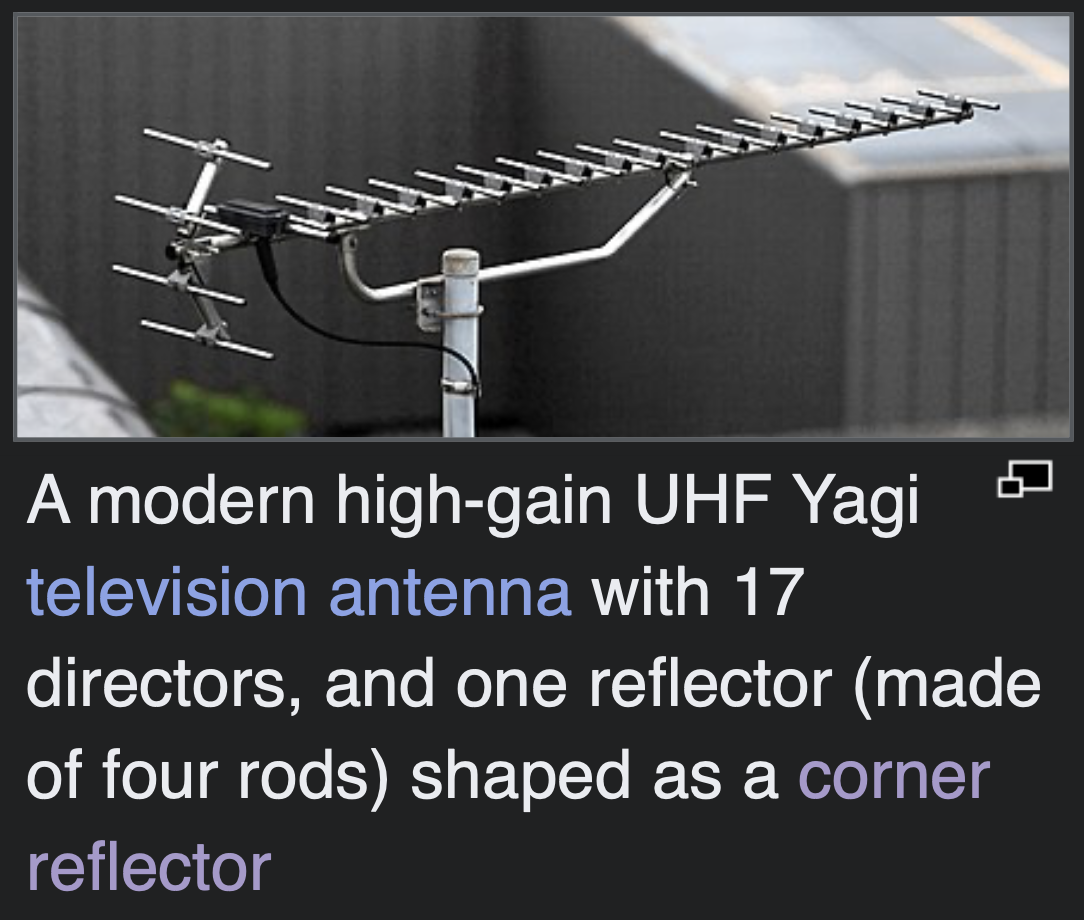 A modern high-gain UHF Yagi
television antenna with 17
directors, and one reflector (made
of four rods) shaped as a corner
reflector